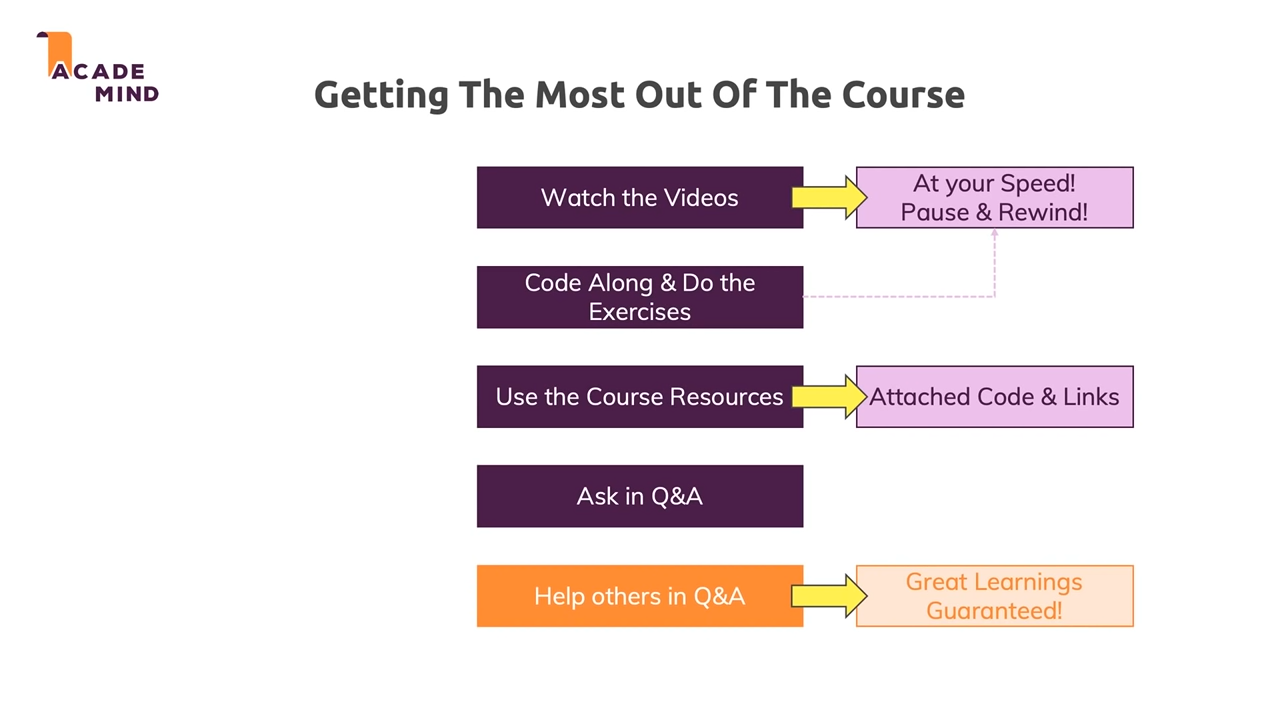 ACADE
MIND
Getting The Most Out Of The Course
Watch the Videos
At your Speed!
Pause & Rewind!
Code Along & Do the
Exercises
Use the Course Resources
Attached Code & Links
Ask in Q&A
Help others in Q&A
Great Learnings
Guaranteed!